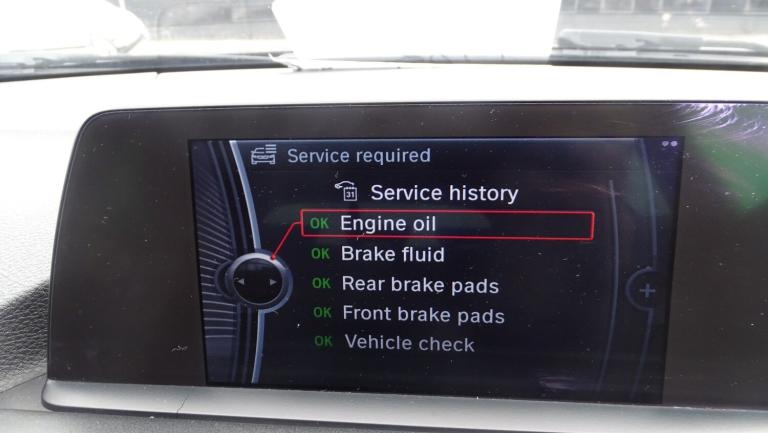 Service required
31 Service history
OK Engine oil
OK Brake fluid
OK Rear brake pads
OK Front brake pads
OK Vehicle check